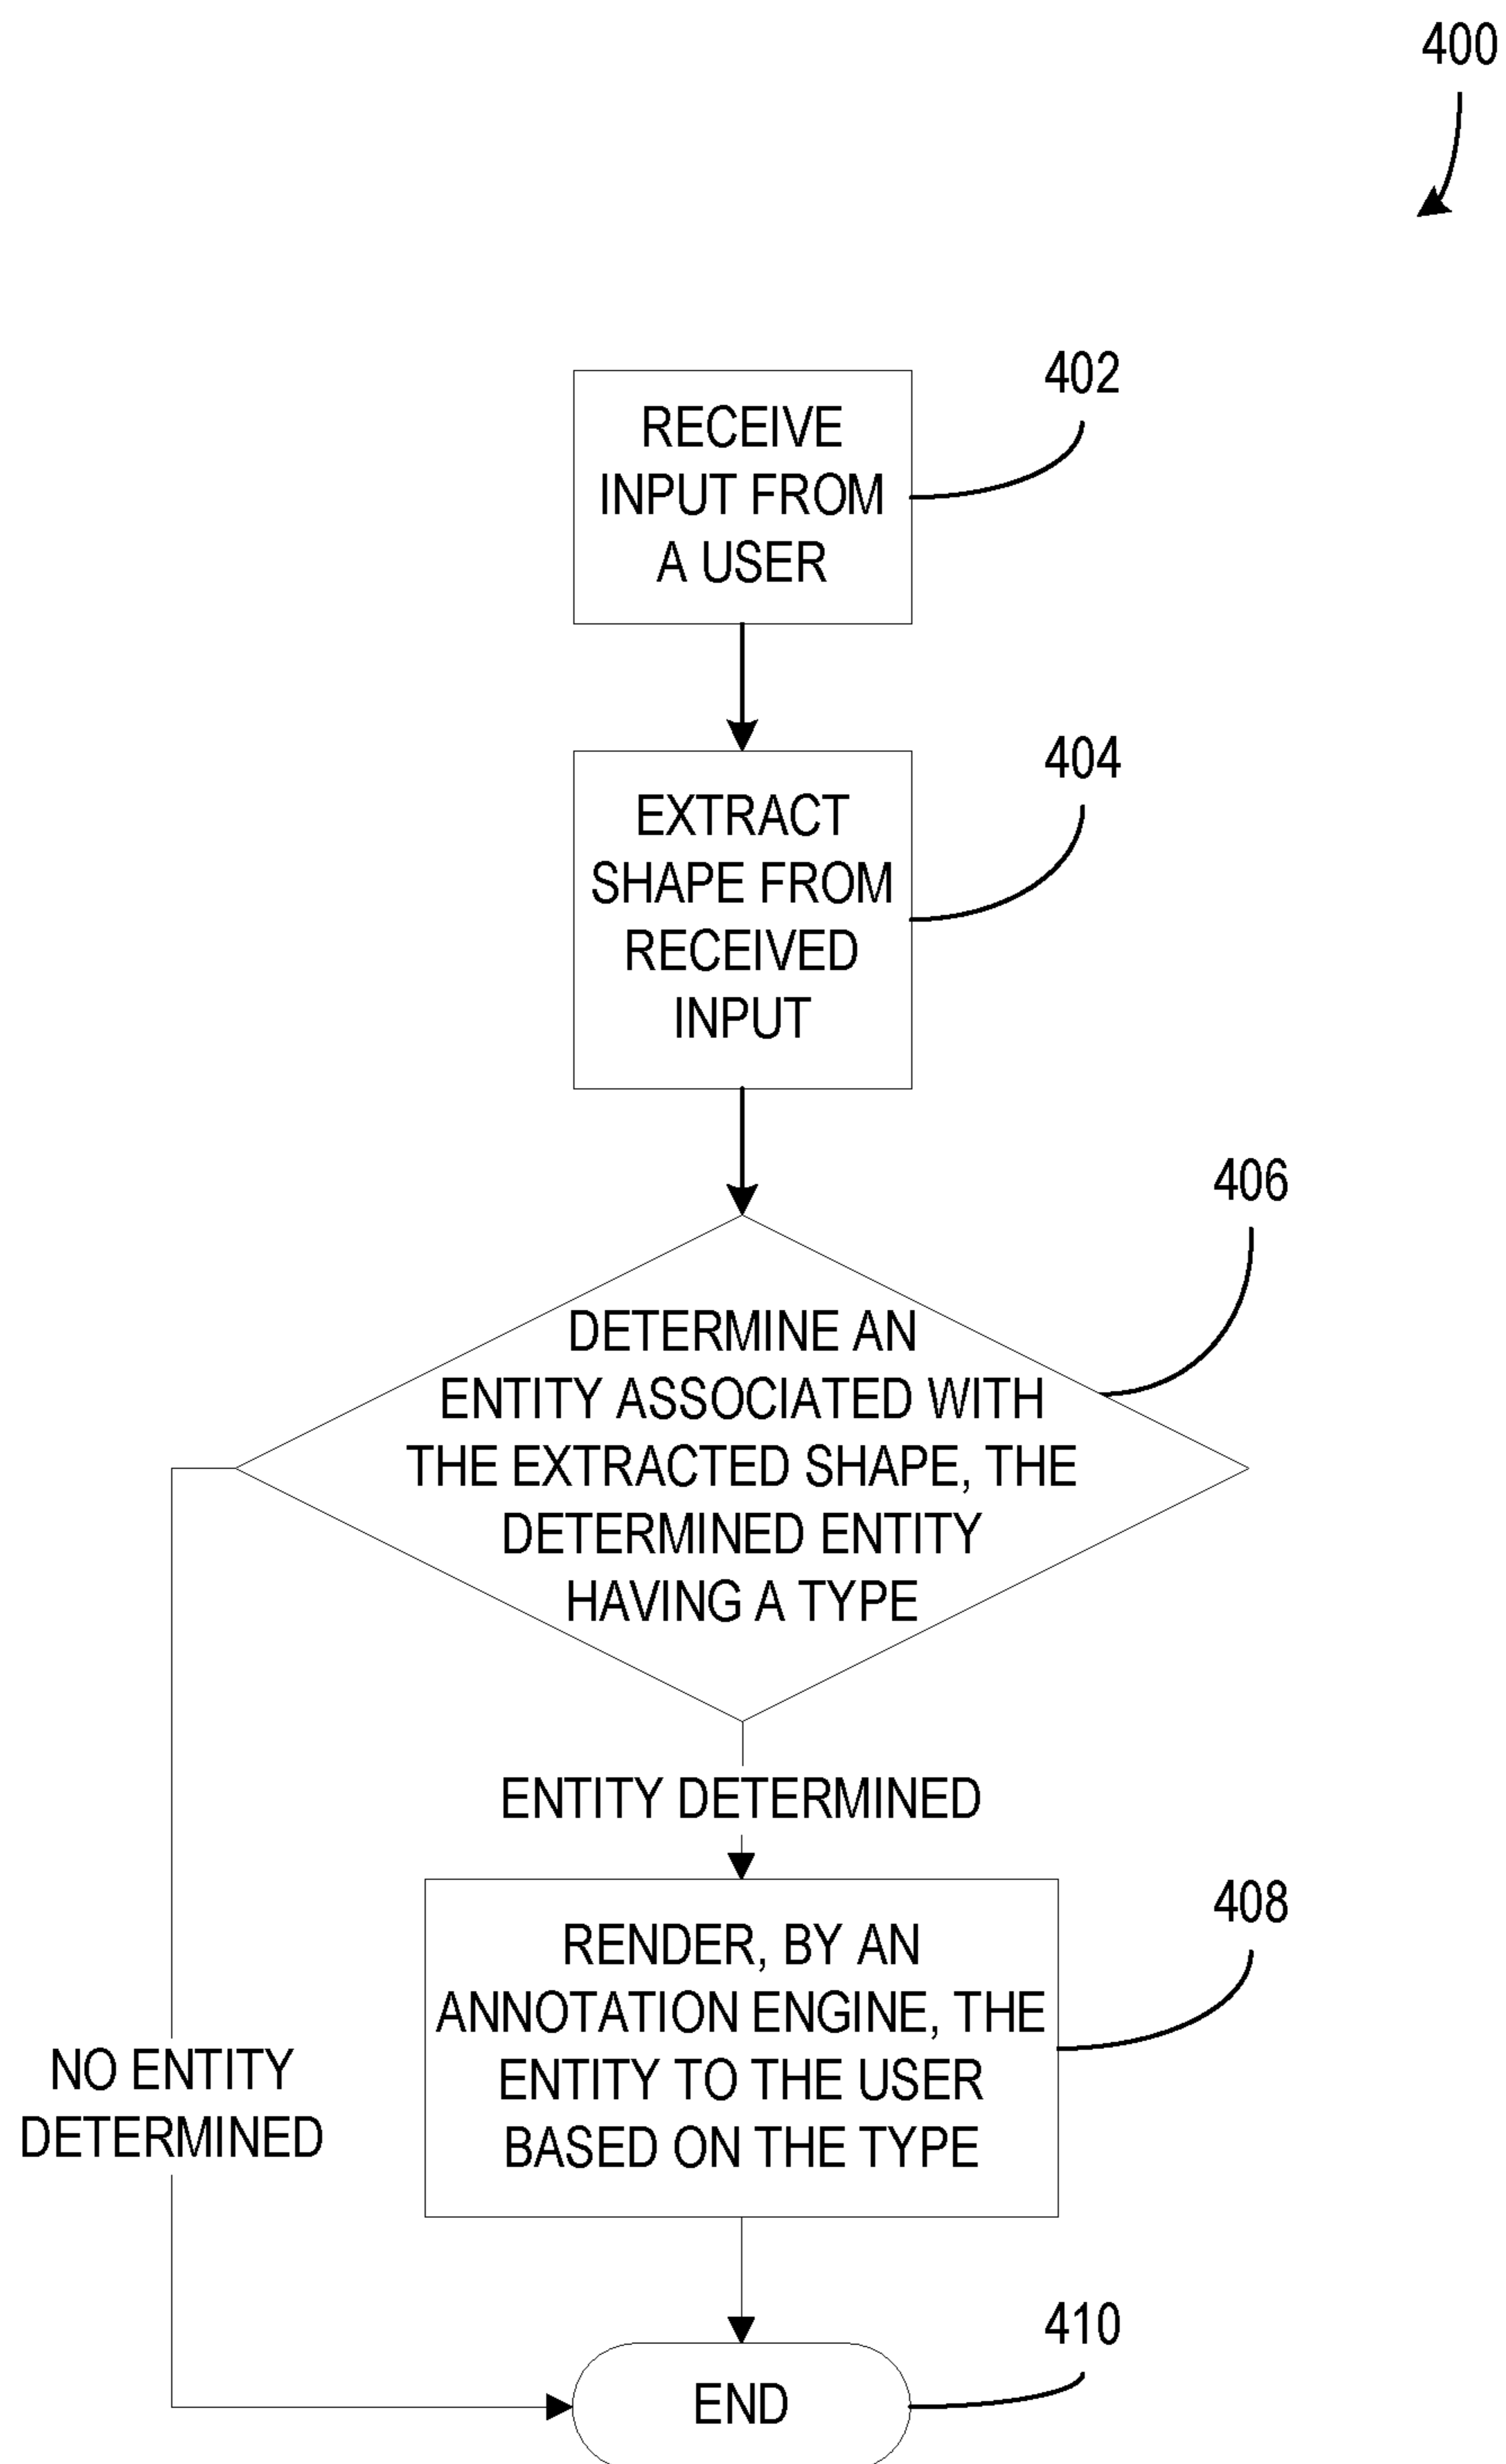 400
402
RECEIVE
INPUT FROM
A USER
404
EXTRACT
SHAPE FROM
RECEIVED
INPUT
406
DETERMINE AN
ENTITY ASSOCIATED WITH
THE EXTRACTED SHAPE, THE
DETERMINED ENTITY
HAVING A TYPE
ENTITY DETERMINED
408
RENDER, BY AN
ANNOTATION ENGINE, THE
ENTITY TO THE USER
BASED ON THE TYPE
NO ENTITY
DETERMINED
410
END